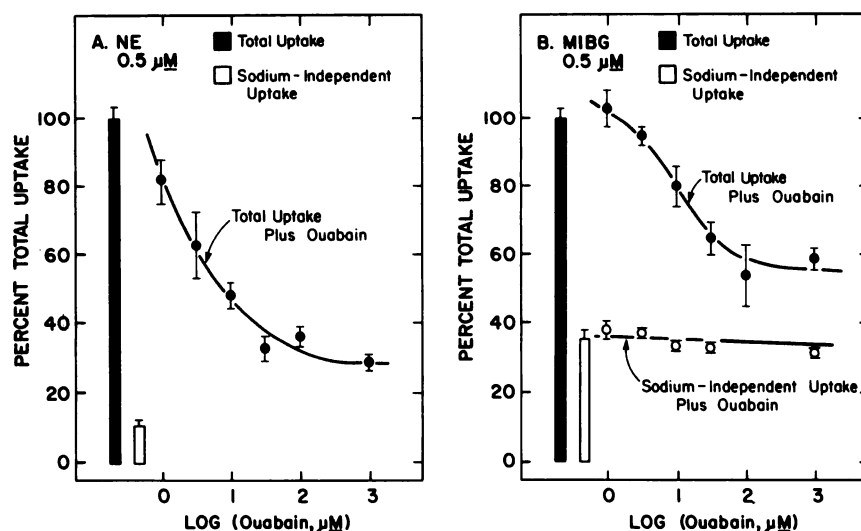 A. NE
0.5 µM
Total Uptake
Sodium-Independent
Uptake
PERCENT TOTAL UPTAKE
100
80
60
40
20
0
Total Uptake
Plus Ouabain
0 1 2 3
LOG (Ouabain, µM)
B. MIBG
0.5 µM
Total Uptake
Sodium-Independent
Uptake
PERCENT TOTAL UPTAKE
100
80
60
40
20
0
Total Uptake
Plus Ouabain
Sodium-Independent Uptake
Plus Ouabain
0 1 2 3
LOG (Ouabain, µM)